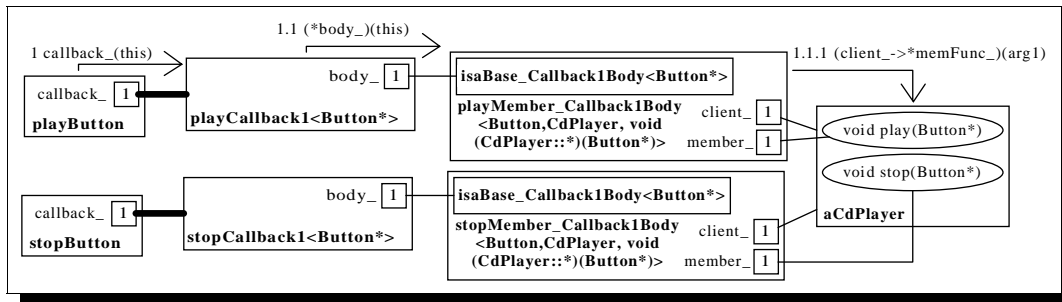 1 callback_(this)
1.1 (*body_)(this)
1.1.1 (client_->*memFunc_)(arg1)
callback_ 1
playButton
body_ 1
playCallback1<Button*>
isaBase_Callback1Body<Button*>
playMember_Callback1Body
<Button,CdPlayer, void
(CdPlayer::*)(Button*)>
client_ 1
member_ 1
void play(Button*)
void stop(Button*)
aCdPlayer
callback_ 1
stopButton
body_ 1
stopCallback1<Button*>
isaBase_Callback1Body<Button*>
stopMember_Callback1Body
<Button,CdPlayer, void
(CdPlayer::*)(Button*)>
client_ 1
member_ 1